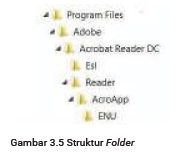 Program Files
Adobe
Acrobat Reader DC
Esl
Reader
AcroApp
ENU
Gambar 3.5 Struktur Folder